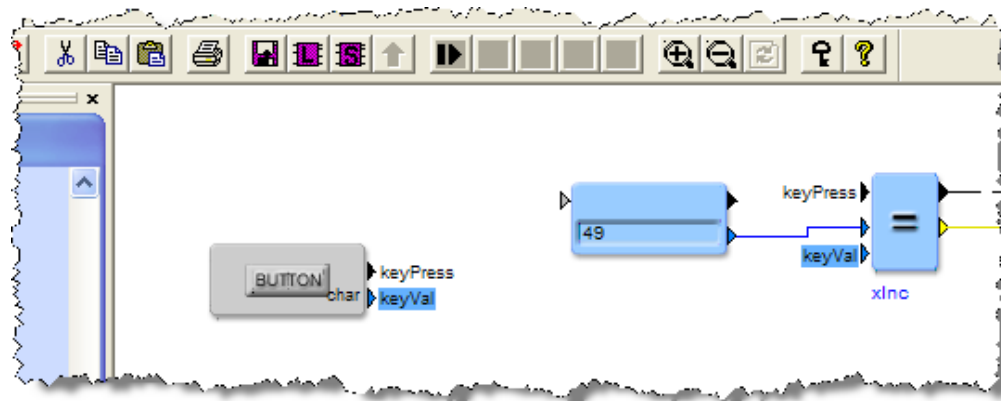 L S ?
keyPress
49
=
keyVal
xInc
BUTTON
char
keyPress
keyVal